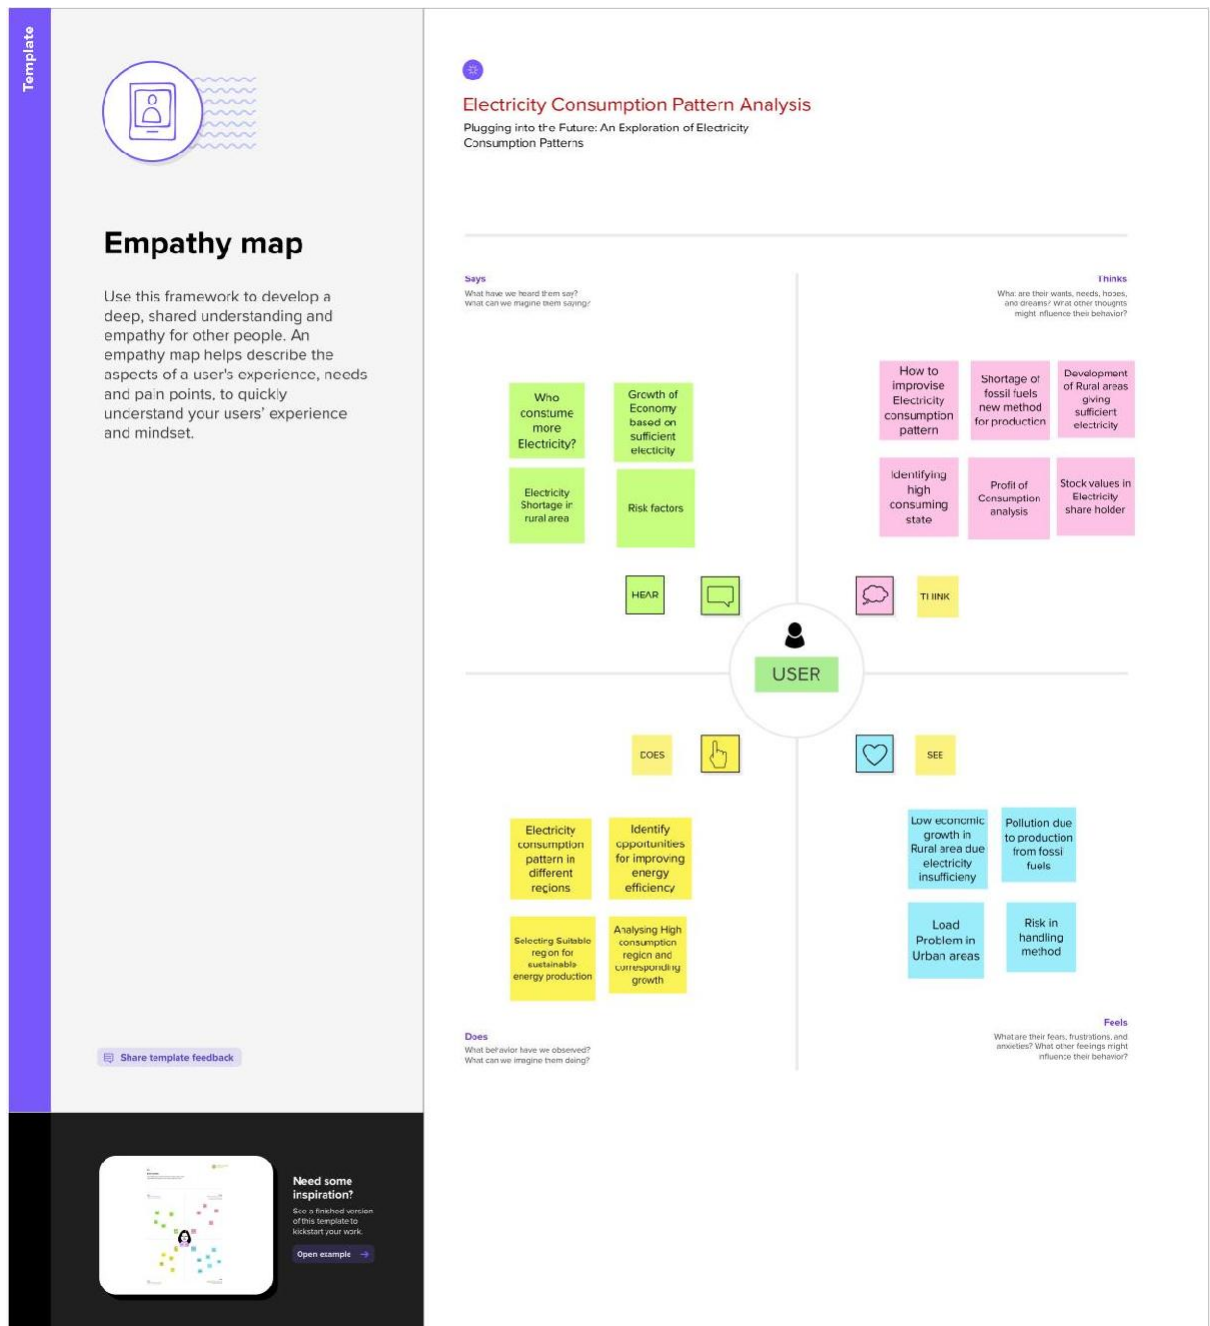 Template
Empathy map
Use this framework to develop a
deep, shared understanding and
empathy for other people. An
empathy map helps describe the
aspects of a user's experience, needs
and pain points, to quickly
understand your users' experience
and mindset.
Share template feedback
Need some
inspiration?
See a finished version
of this template to
kickstart your work.
Open example
Electricity Consumption Pattern Analysis
Plugging into the Future: An Exploration of Electricity
Consumption Patterns
Says
What have we heard them say?
What can we imagine them saying?
Thinks
What are their wants, needs, hopes,
and dreams? What other thoughts
might influence their behavior?
Who
constume
more
Electricity?
Growth of
Economy
based on
sufficient
electicity
Electricity
Shortage in
rural area
Risk factors
How to
improvise
Electricity
consumption
pattern
Shortage of
fossil fuels
new method
for production
Development
of Rural areas
giving
sufficient
electricity
Identifying
high
consuming
state
Profit of
Consumption
analysis
Stock values in
Electricity
share holder
HEAR
THINK
USER
DOES
SEE
Electricity
consumption
pattern in
different
regions
Identify
opportunities
for improving
energy
efficiency
Selecting Suitable
region for
sustainable
energy production
Analysing High
consumption
region and
corresponding
growth
Low economic
growth in
Rural area due
electricity
insufficieny
Pollution due
to production
from fossi
fuels
Load
Problem in
Urban areas
Risk in
handling
method
Does
What behavior have we observed?
What can we imagine them doing?
Feels
What are their fears, frustrations, and
anxieties? What other feelings might
influence their behavior?